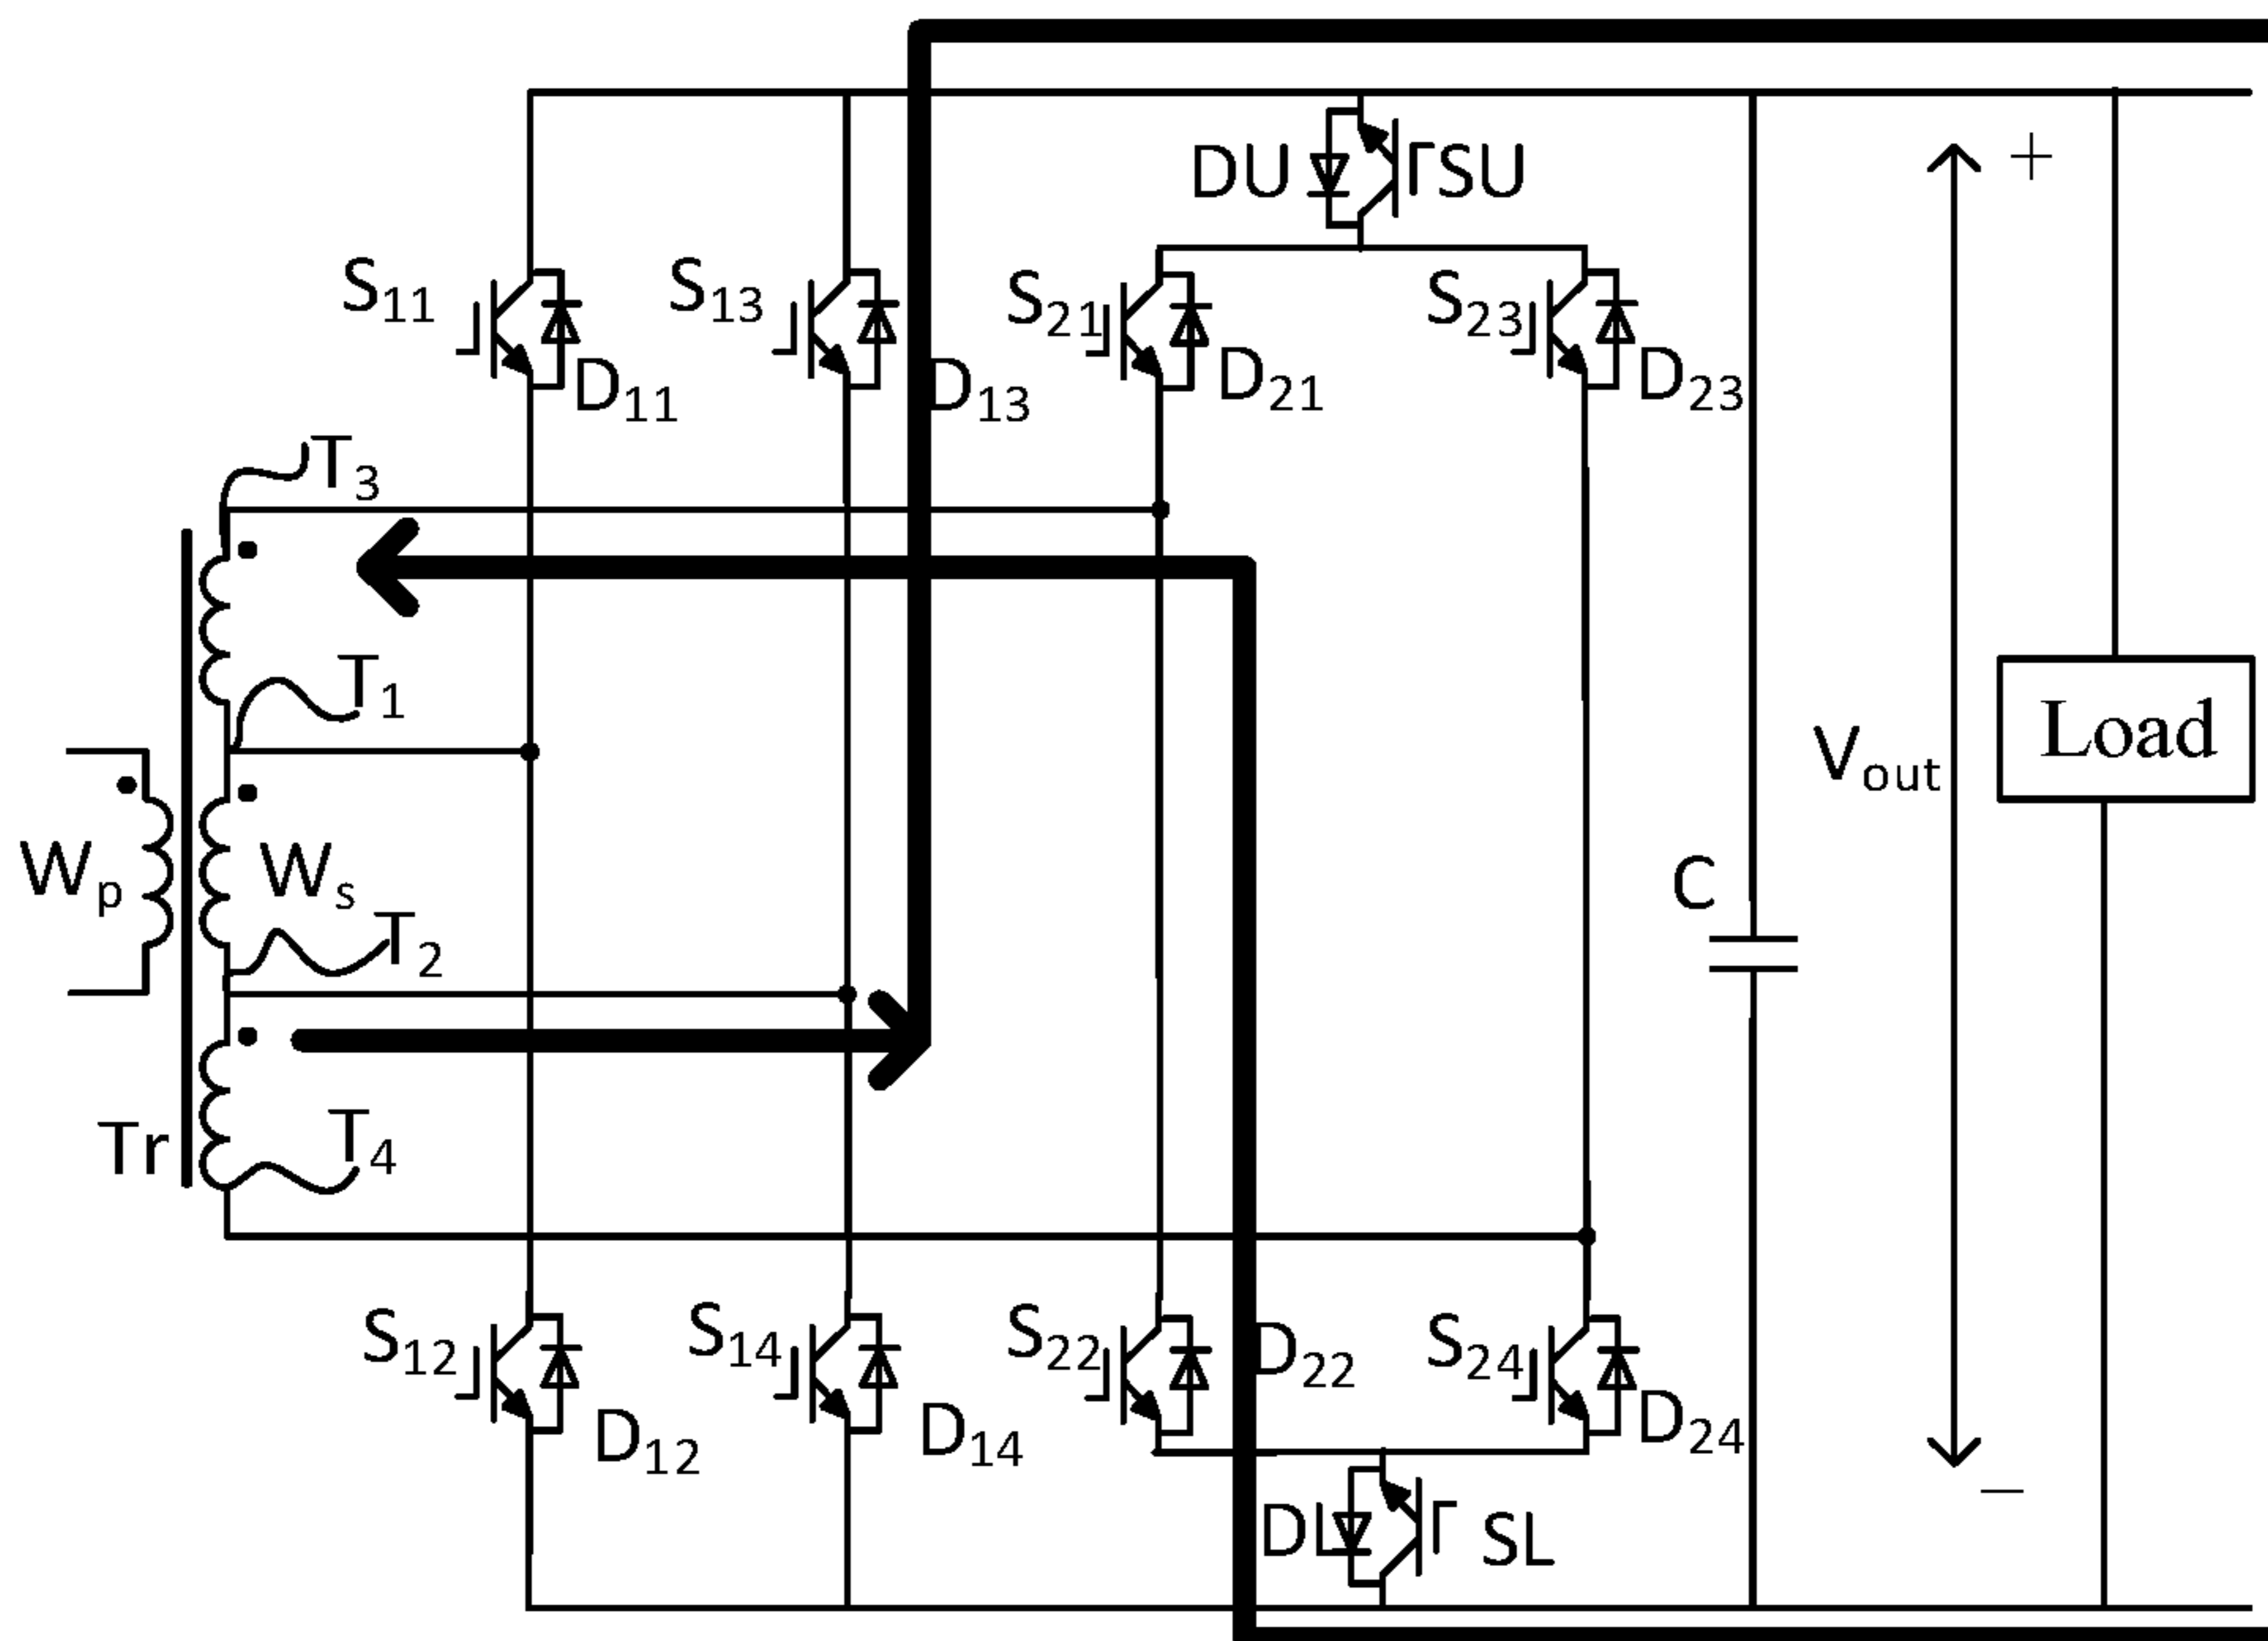 +
DU
SU
S11
S13
S21
S23
D11
D13
D21
D23
T3
T1
Load
Vout
C
Wp
Ws
T2
Tr
T4
S12
S14
S22
D22
S24
D12
D14
D24
DL
SL
−